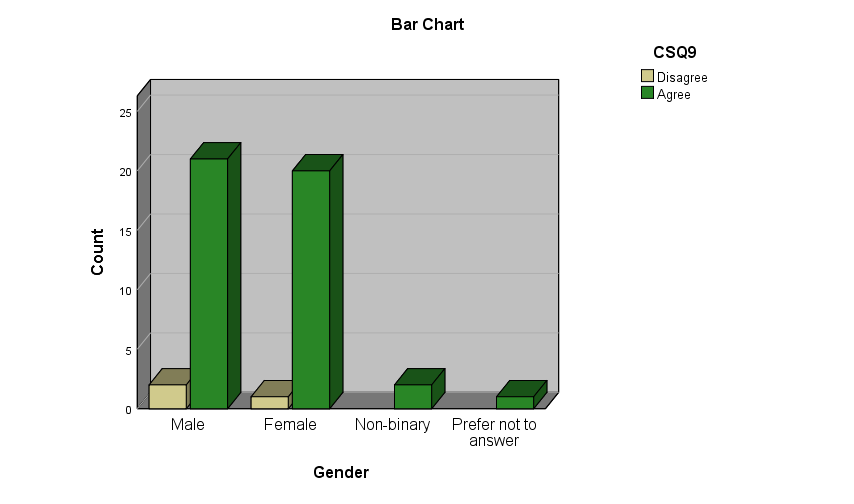 Bar Chart
CSQ9
Disagree
Agree
25
20
15
10
5
0
Count
Male
Female
Non-binary
Prefer not to
answer
Gender